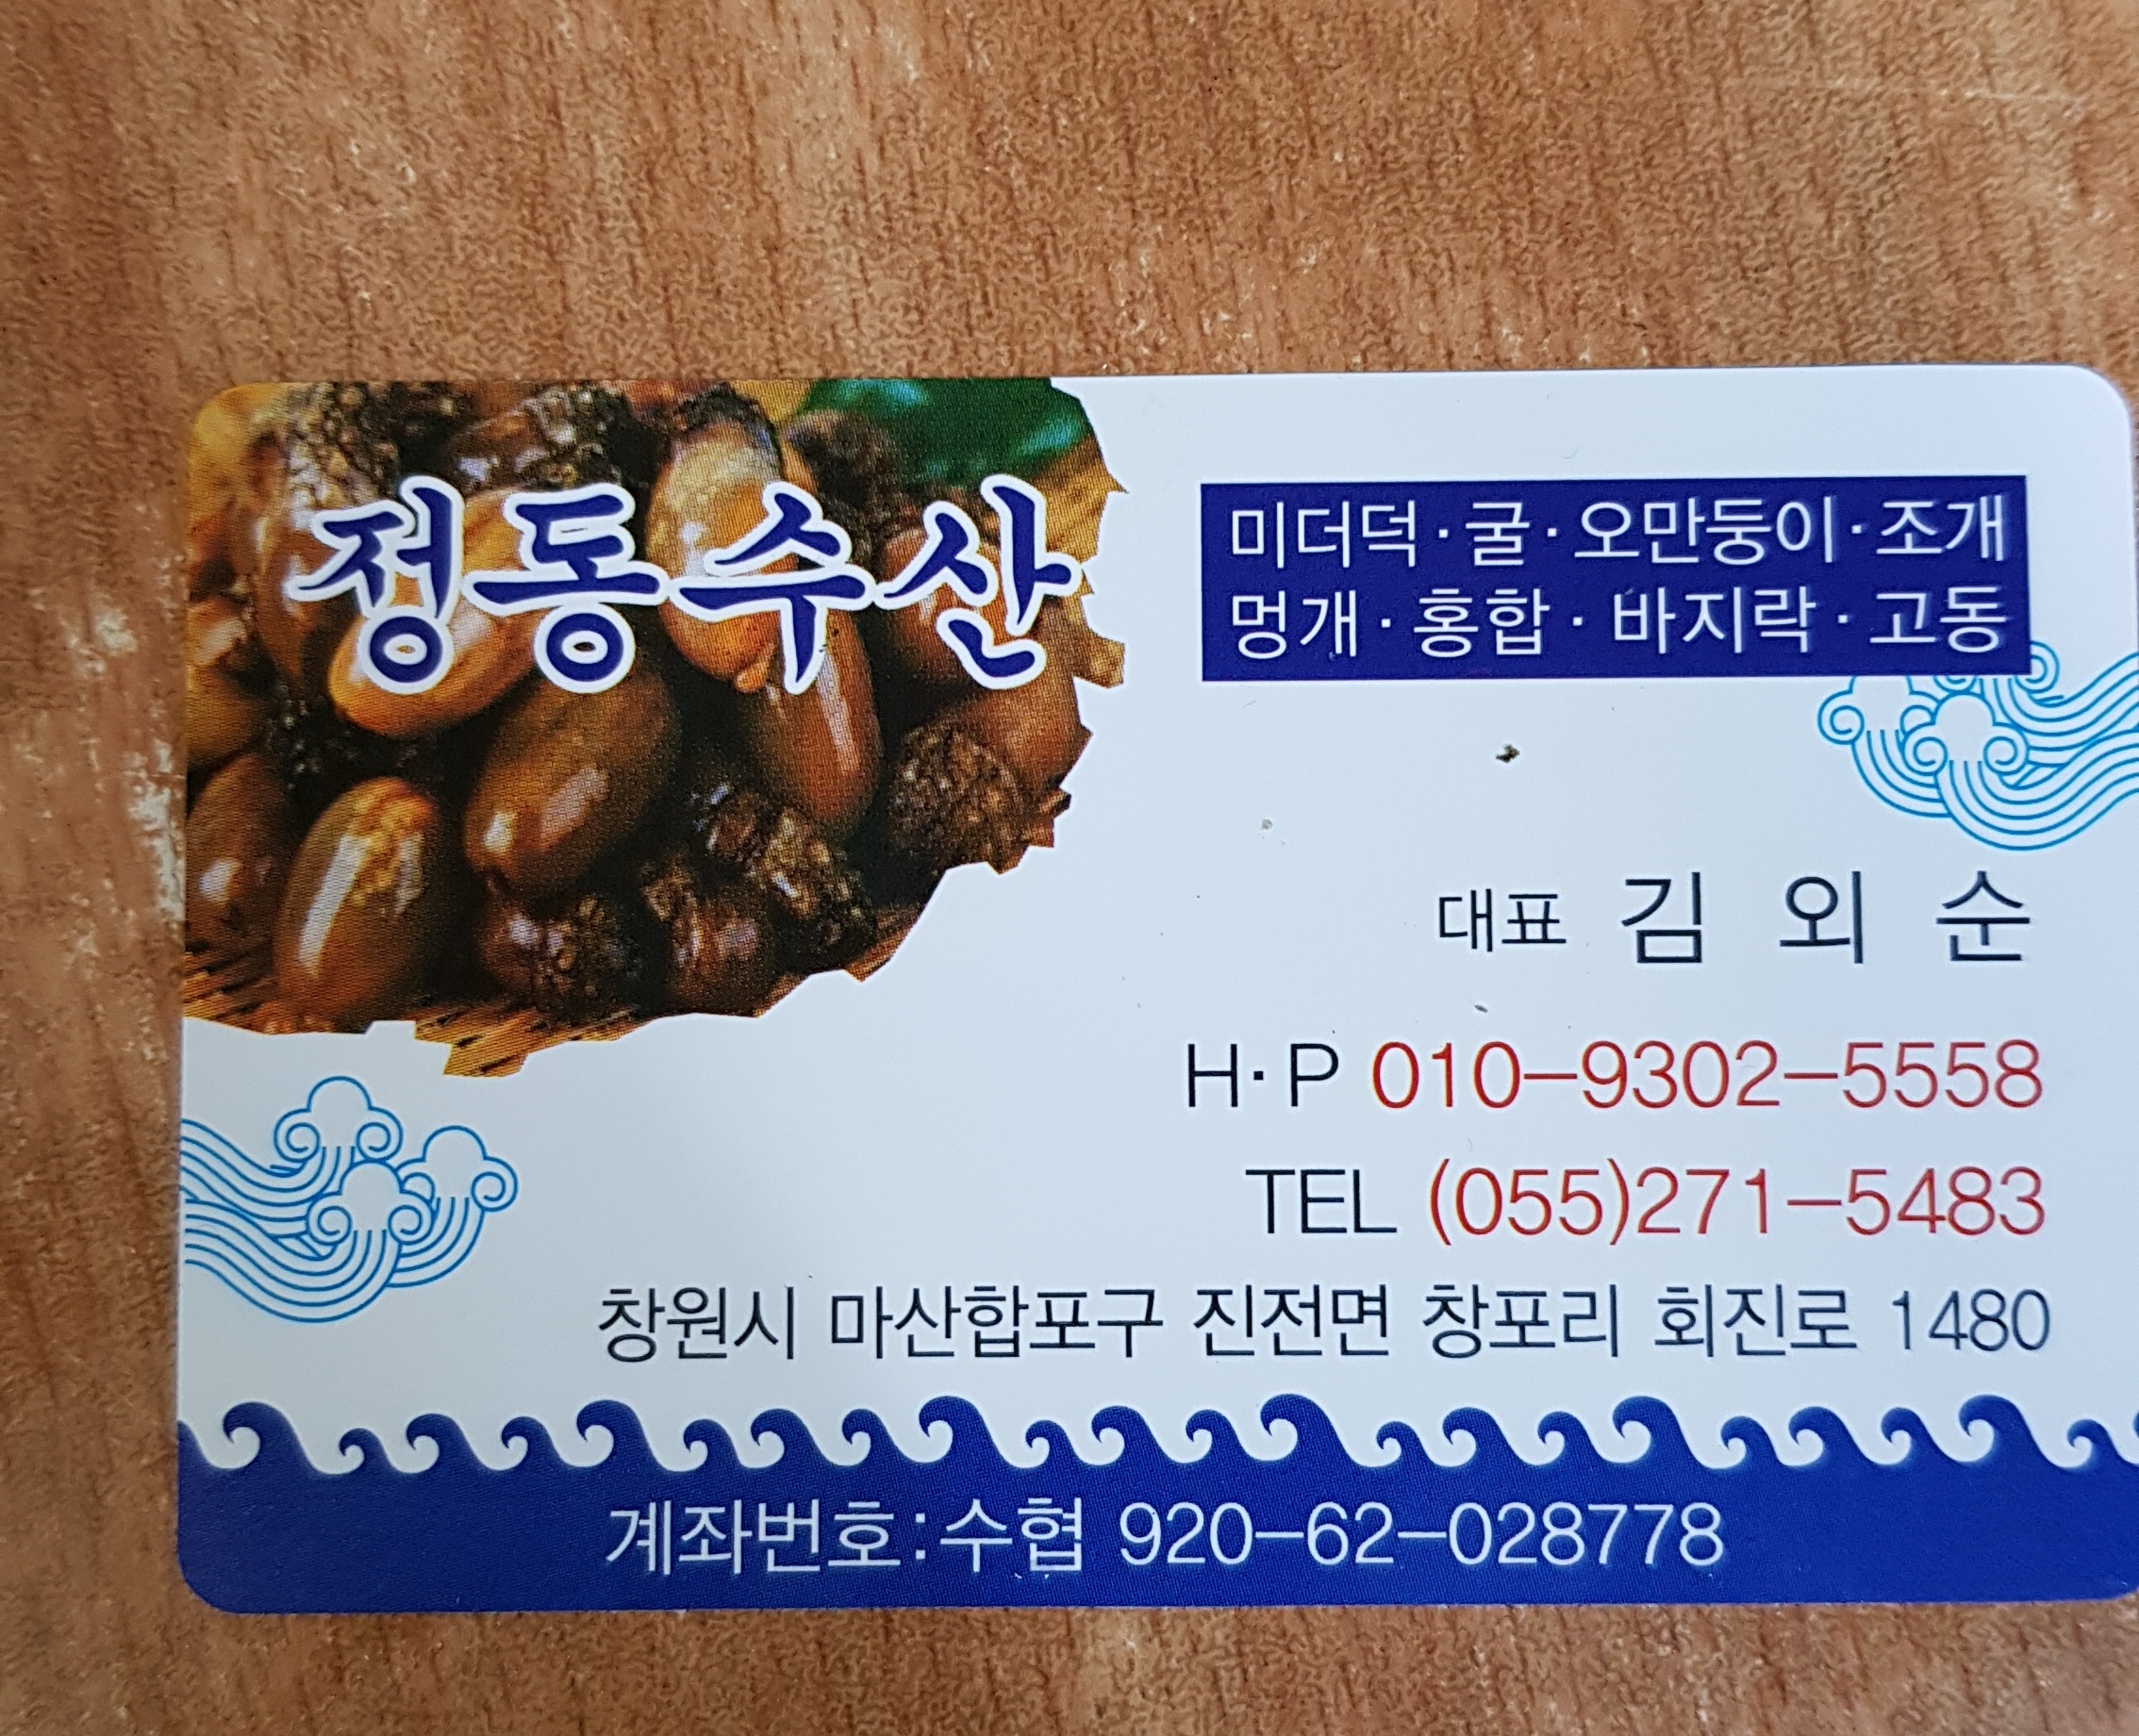 정동수산
미더덕·굴·오만둥이·조개
멍개·홍합·바지락·고동
대표 김 외 순
H·P 010-9302-5558
TEL (055)271-5483
창원시 마산합포구 진전면 창포리 회진로 1480
계좌번호:수협 920-62-028778